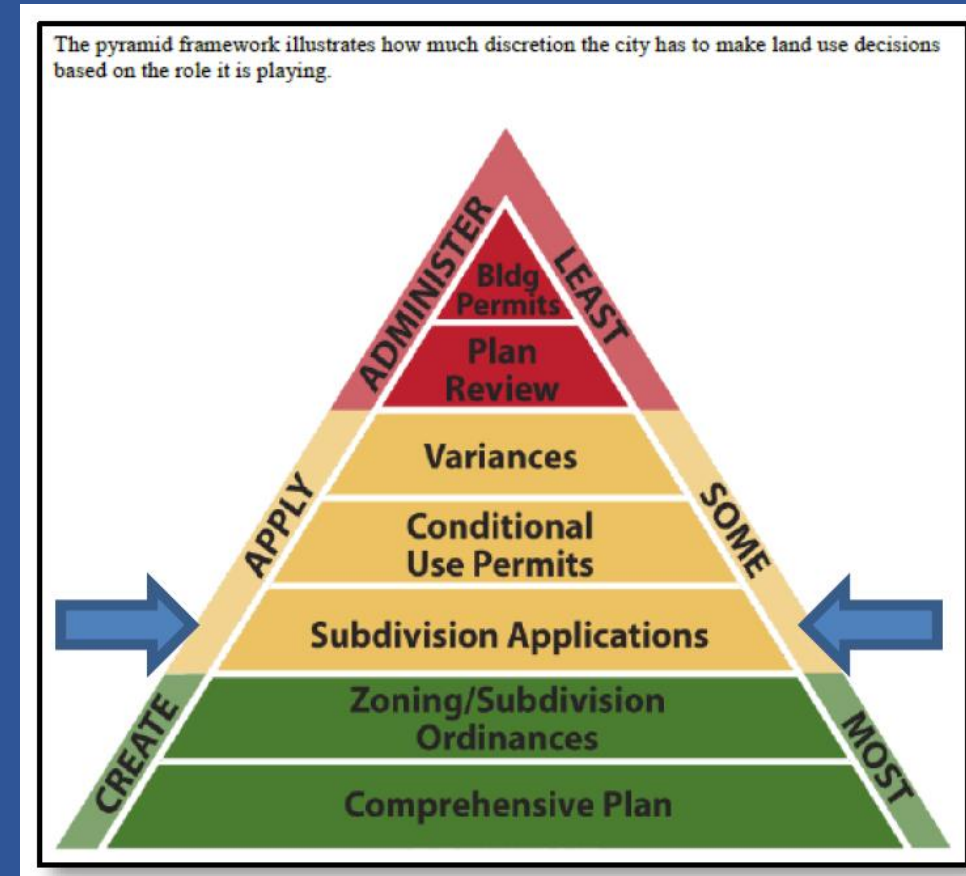 The pyramid framework illustrates how much discretion the city has to make land use decisions
based on the role it is playing.
ADMINISTER
LEAST
Bldg
Permits
Plan
Review
APPLY
SOME
Variances
Conditional
Use Permits
Subdivision Applications
CREATE
MOST
Zoning/Subdivision
Ordinances
Comprehensive Plan